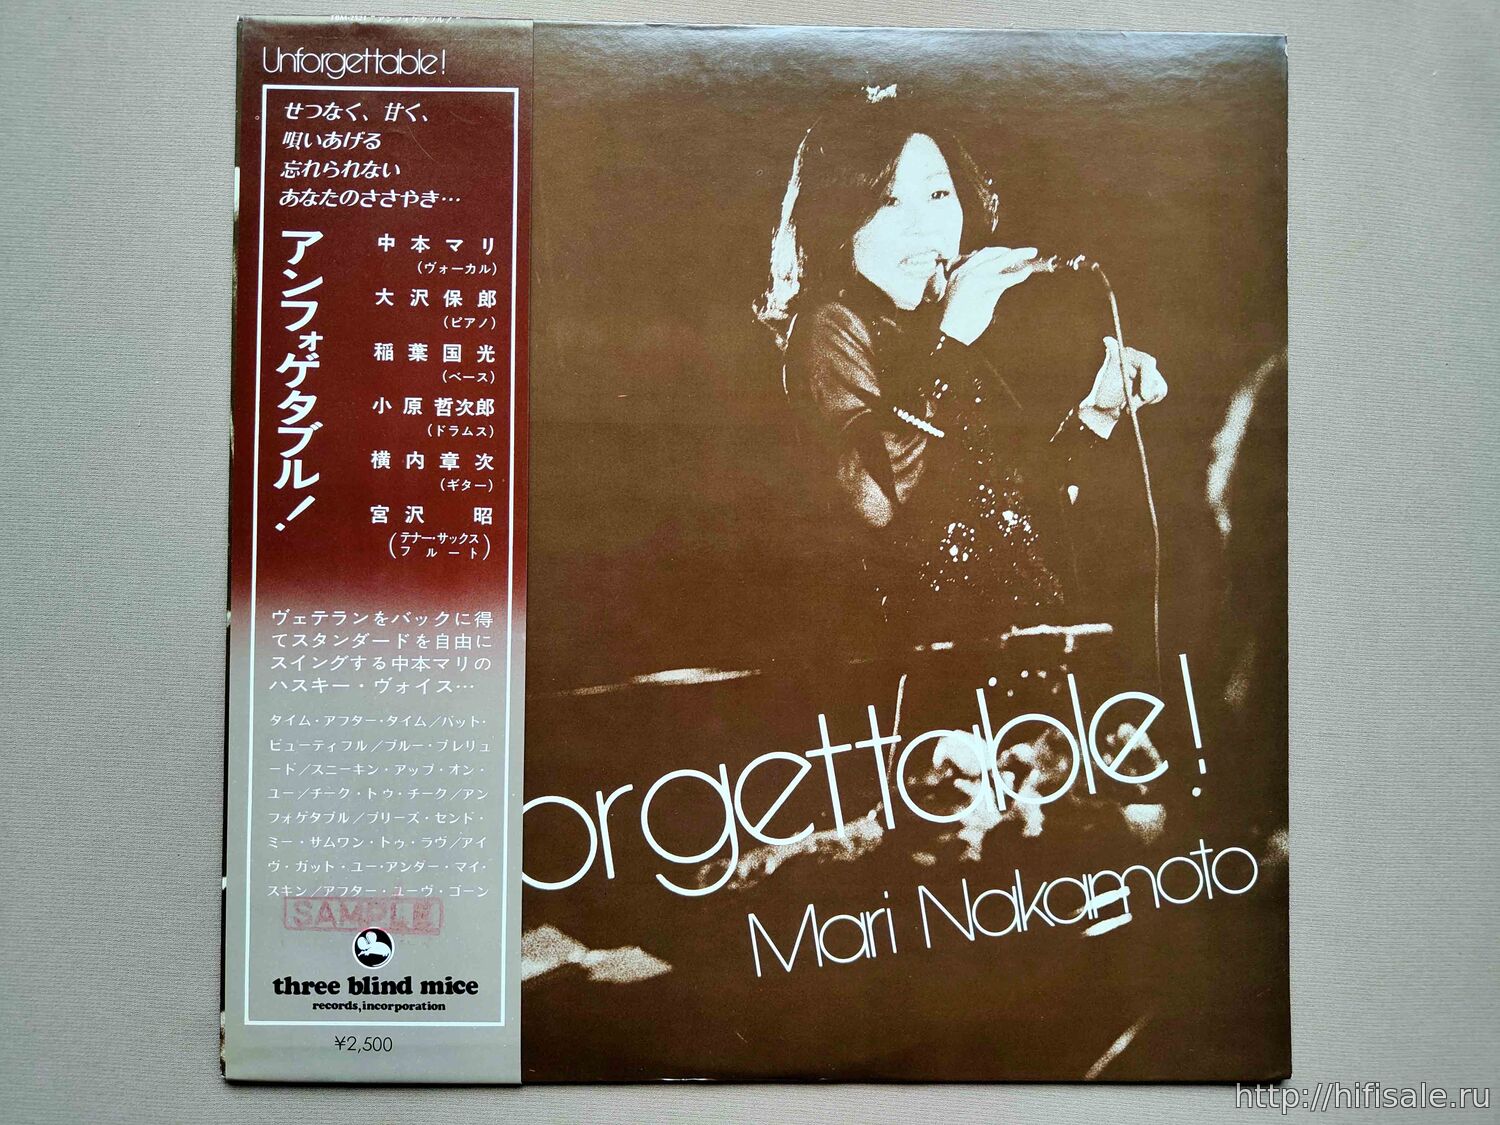 TBM-2521 "アンフォゲタブル!"
Unforgettable!
せつなく、甘く、
唄いあげる
忘れられない
あなたのささやき…
アンフォゲタブル!
中本マリ
(ヴォーカル)
大沢保郎
(ピアノ)
稲葉国光
(ベース)
小原哲次郎
(ドラムス)
横内章次
(ギター)
宮沢 昭
(テナー・サックス
フルート)
ヴェテランをバックに得
てスタンダードを自由に
スイングする中本マリの
ハスキー・ヴォイス…
タイム・アフター・タイム/バット・
ビューティフル/ブルー・プレリュ
ード/スニーキン・アップ・オン・
ユー/チーク・トゥ・チーク/アン
フォゲタブル/プリーズ・センド・
ミー・サムワン・トゥ・ラヴ/アイ
ヴ・ガット・ユー・アンダー・マイ・
スキン/アフター・ユーヴ・ゴーン
SAMPLE
three blind mice
records,incorporation
¥2,500
orgettable!
Mari Nakamoto
http://hifisale.ru